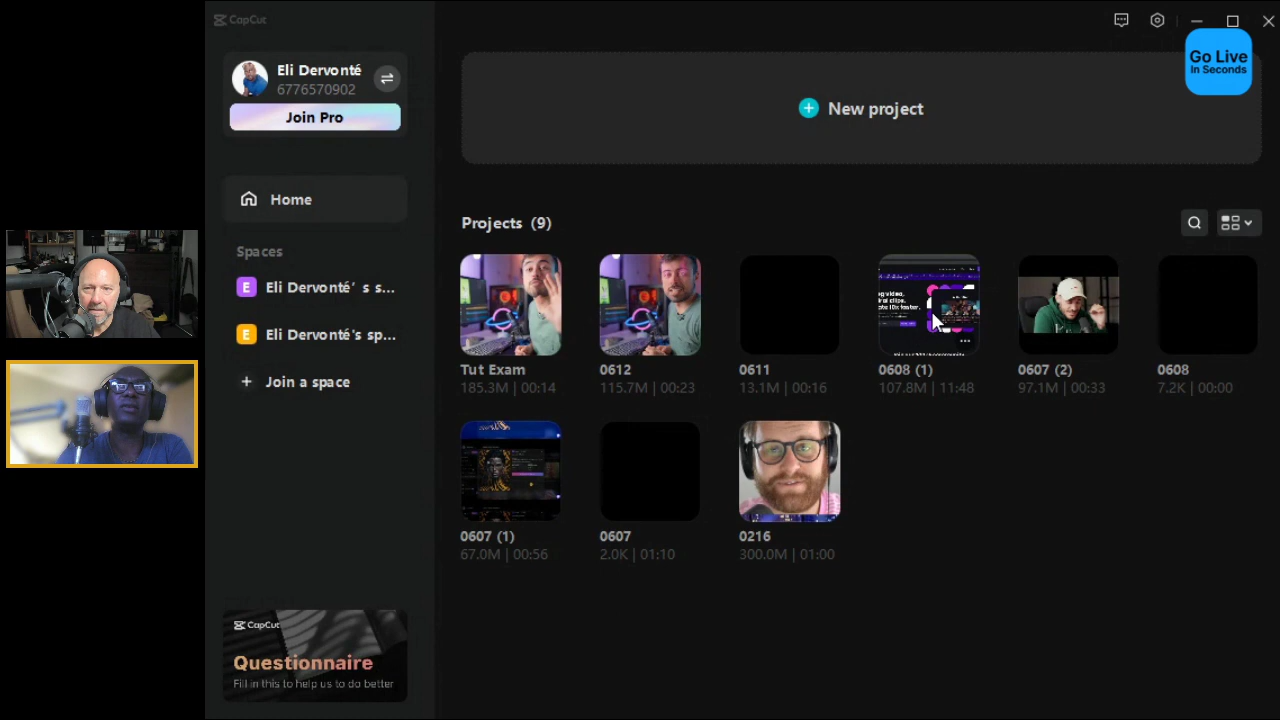 CapCut
Eli Dervonté
6776570902
Join Pro
Home
Spaces
E Eli Dervonté’ s s...
E Eli Dervonté's sp...
Join a space
CapCut
Questionnaire
Fill in this to help us to do better
Go Live
In Seconds
New project
Projects (9)
Tut Exam
185.3M | 00:14
0612
115.7M | 00:23
0611
13.1M | 00:16
0608 (1)
107.8M | 11:48
0607 (2)
97.1M | 00:33
0608
7.2K | 00:00
0607 (1)
67.0M | 00:56
0607
2.0K | 01:10
0216
300.0M | 01:00